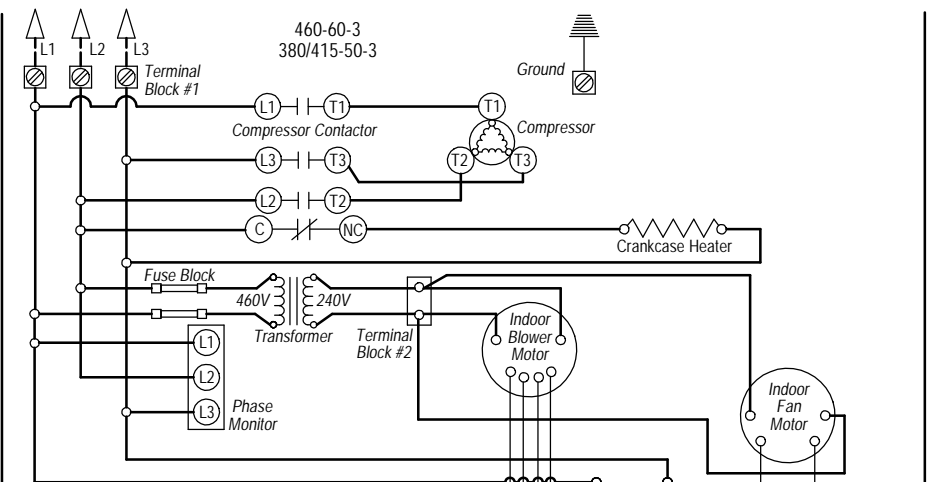 460-60-3
380/415-50-3
L1
L2
L3
Terminal
Block #1
Ground
L1
T1
T1
Compressor Contactor
Compressor
L3
T3
T2
T3
L2
T2
C
NC
Crankcase Heater
Fuse Block
460V
240V
Transformer
Terminal
Block #2
Indoor
Blower
Motor
L1
L2
L3
Phase
Monitor
Indoor
Fan
Motor